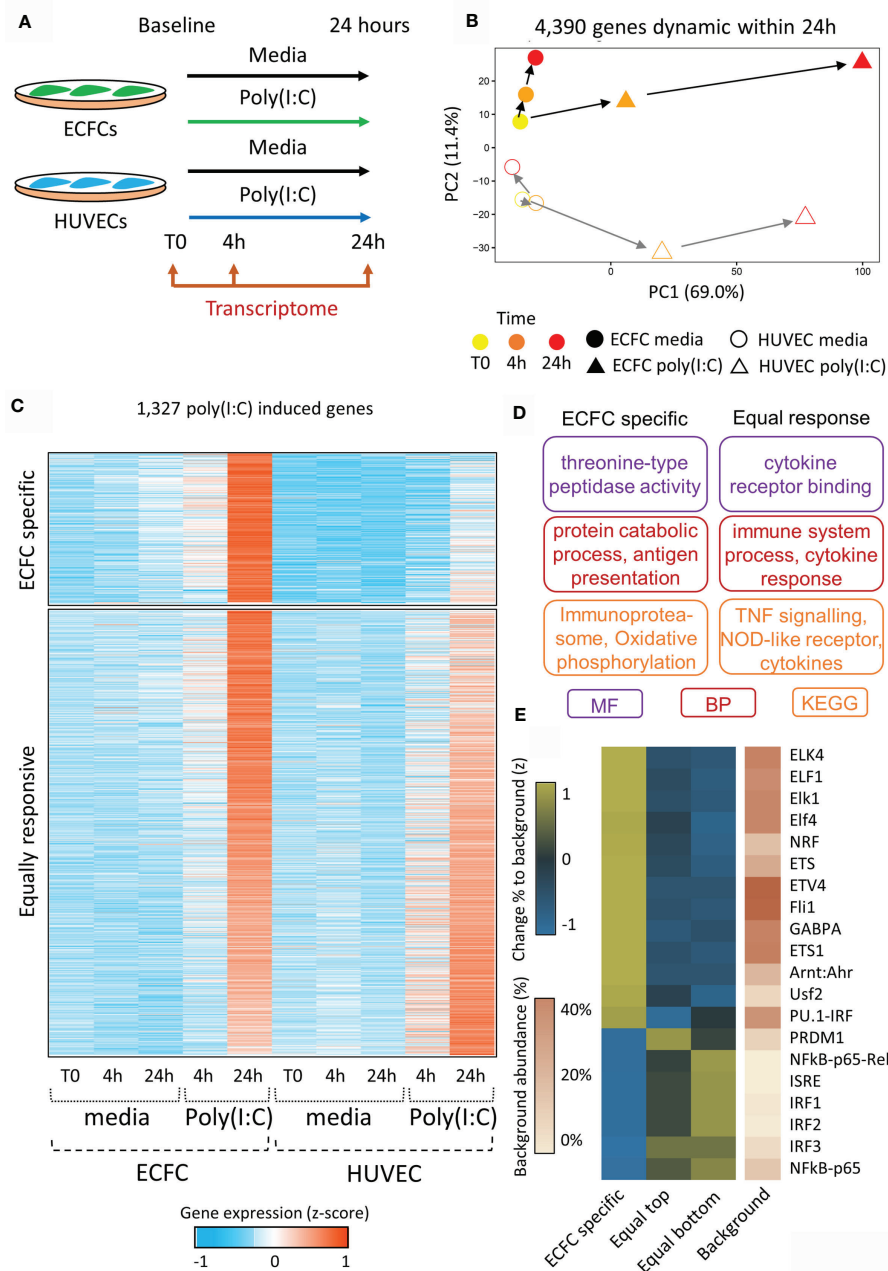 A
Baseline
24 hours
Media
Poly(I:C)
ECFCs
Media
Poly(I:C)
HUVECs
T0
4h
24h
Transcriptome
B
4,390 genes dynamic within 24h
20
10
0
-10
-20
-30
PC2 (11.4%)
0
50
100
PC1 (69.0%)
Time
T0
4h
24h
ECFC media
HUVEC media
ECFC poly(I:C)
HUVEC poly(I:C)
C
1,327 poly(I:C) induced genes
ECFC specific
Equally responsive
T0 4h 24h 4h 24h T0 4h 24h 4h 24h
media Poly(I:C) media Poly(I:C)
ECFC HUVEC
Gene expression (z-score)
-1 0 1
D
ECFC specific
Equal response
threonine-type
peptidase activity
cytokine
receptor binding
protein catabolic
process, antigen
presentation
immune system
process, cytokine
response
Immunoprotea-
some, Oxidative
phosphorylation
TNF signalling,
NOD-like receptor,
cytokines
MF
BP
KEGG
E
Change % to background (z)
1
0
-1
Background abundance (%)
40%
20%
0%
ELK4
ELF1
Elk1
Elf4
NRF
ETS
ETV4
Fli1
GABPA
ETS1
Arnt:Ahr
Usf2
PU.1-IRF
PRDM1
NFkB-p65-Rel
ISRE
IRF1
IRF2
IRF3
NFkB-p65
ECFC specific
Equal top
Equal bottom
Background